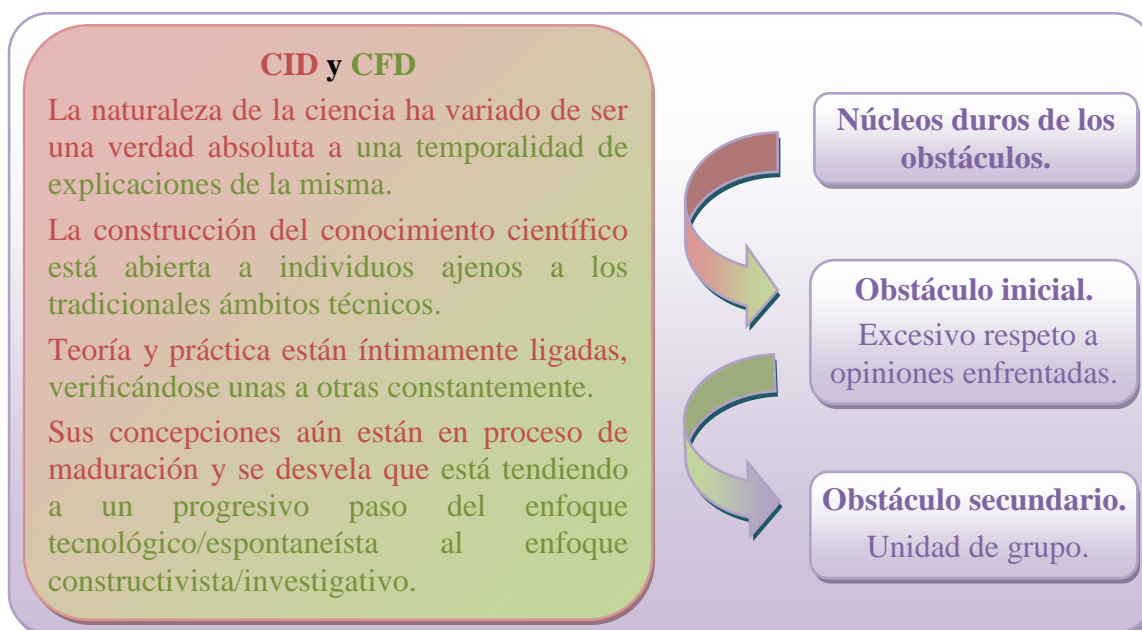 CID y CFD
La naturaleza de la ciencia ha variado de ser
una verdad absoluta a una temporalidad de
explicaciones de la misma.
La construcción del conocimiento científico
está abierta a individuos ajenos a los
tradicionales ámbitos técnicos.
Teoría y práctica están íntimamente ligadas,
verificándose unas a otras constantemente.
Sus concepciones aún están en proceso de
maduración y se desvela que está tendiendo
a un progresivo paso del enfoque
tecnológico/espontaneísta al enfoque
constructivista/investigativo.
Núcleos duros de los
obstáculos.
Obstáculo inicial.
Excesivo respeto a
opiniones enfrentadas.
Obstáculo secundario.
Unidad de grupo.